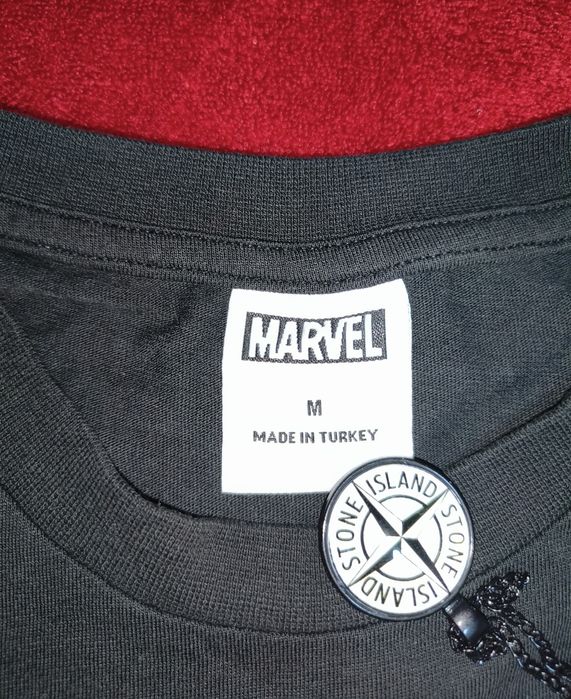 MARVEL
M
MADE IN TURKEY
STONE ISLAND STONE ISLAND